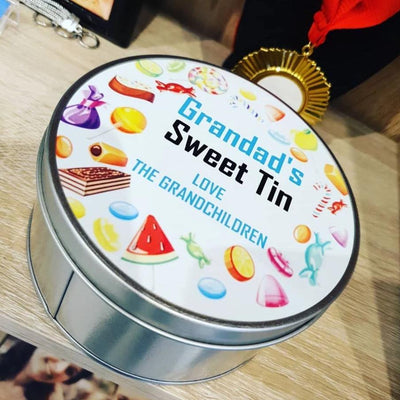 Grandad's
Sweet Tin
LOVE
THE GRANDCHILDREN